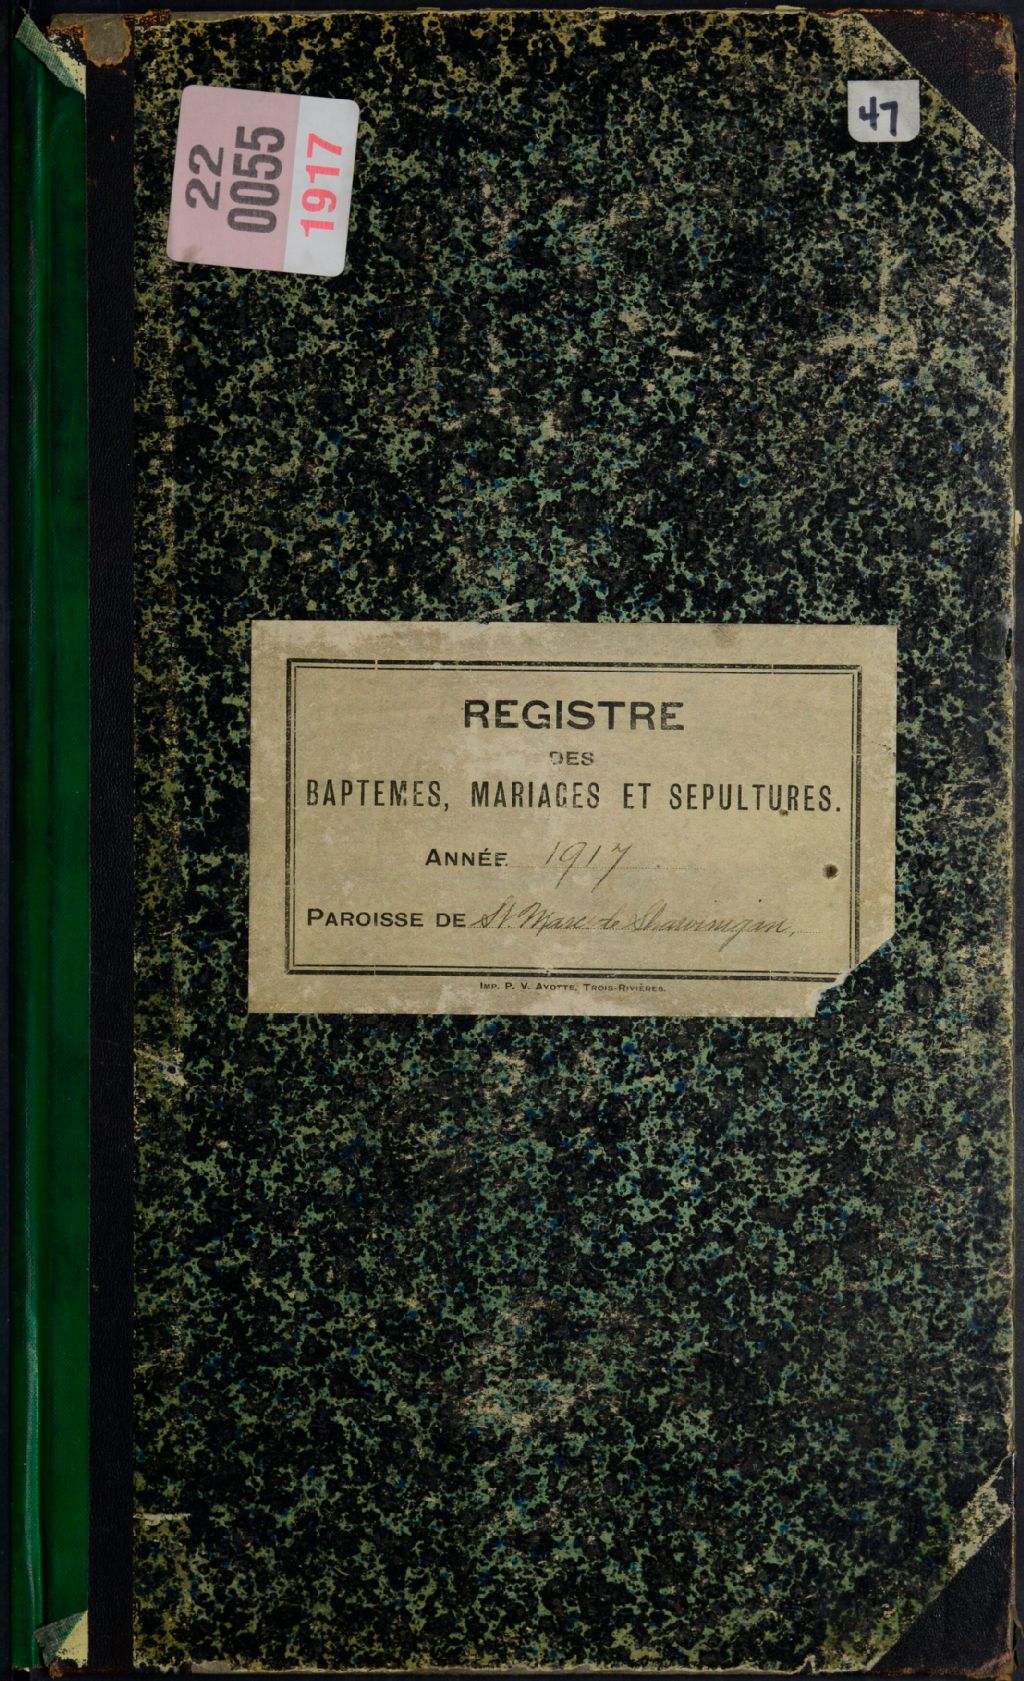 22
0055
1917
47
REGISTRE
DES
BAPTEMES, MARIAGES ET SEPULTURES.
ANNÉE 1917
PAROISSE DE St. Marc de Shawinigan,
IMP. P. V. AYOTTE, TROIS-RIVIÈRES.